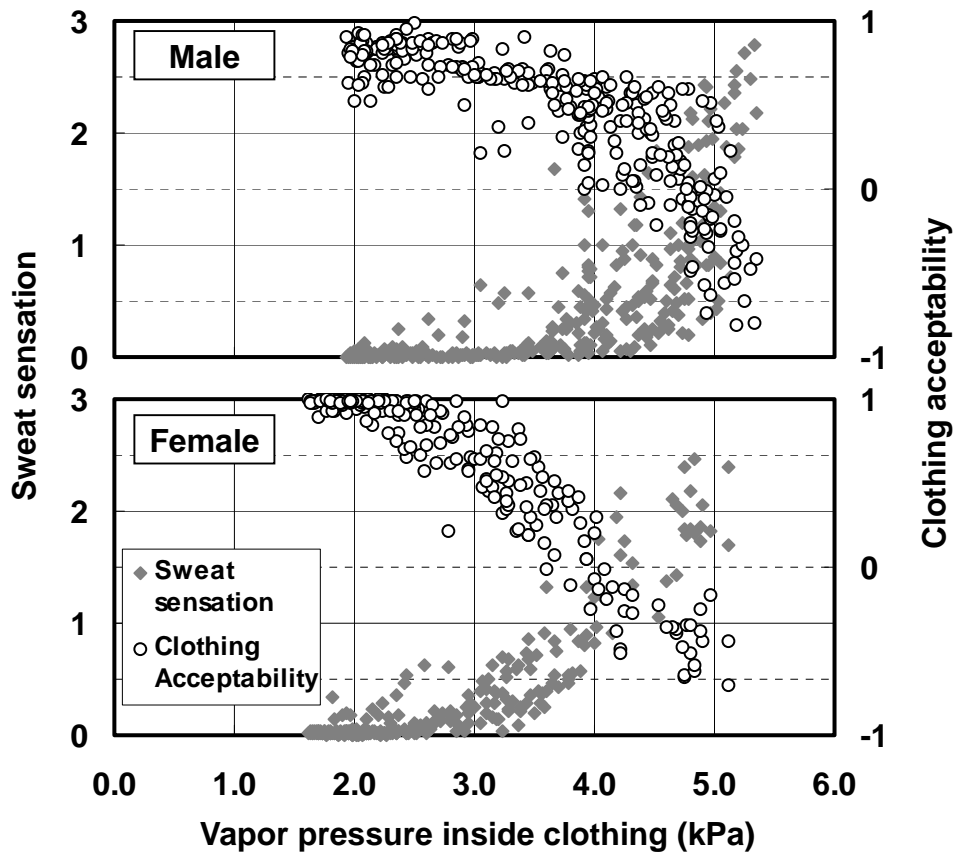 3
2
1
0
Male
1
0
-1
3
2
1
0
Female
Sweat
sensation
Clothing
Acceptability
1
0
-1
0.0 1.0 2.0 3.0 4.0 5.0 6.0
Vapor pressure inside clothing (kPa)
Sweat sensation
Clothing acceptability